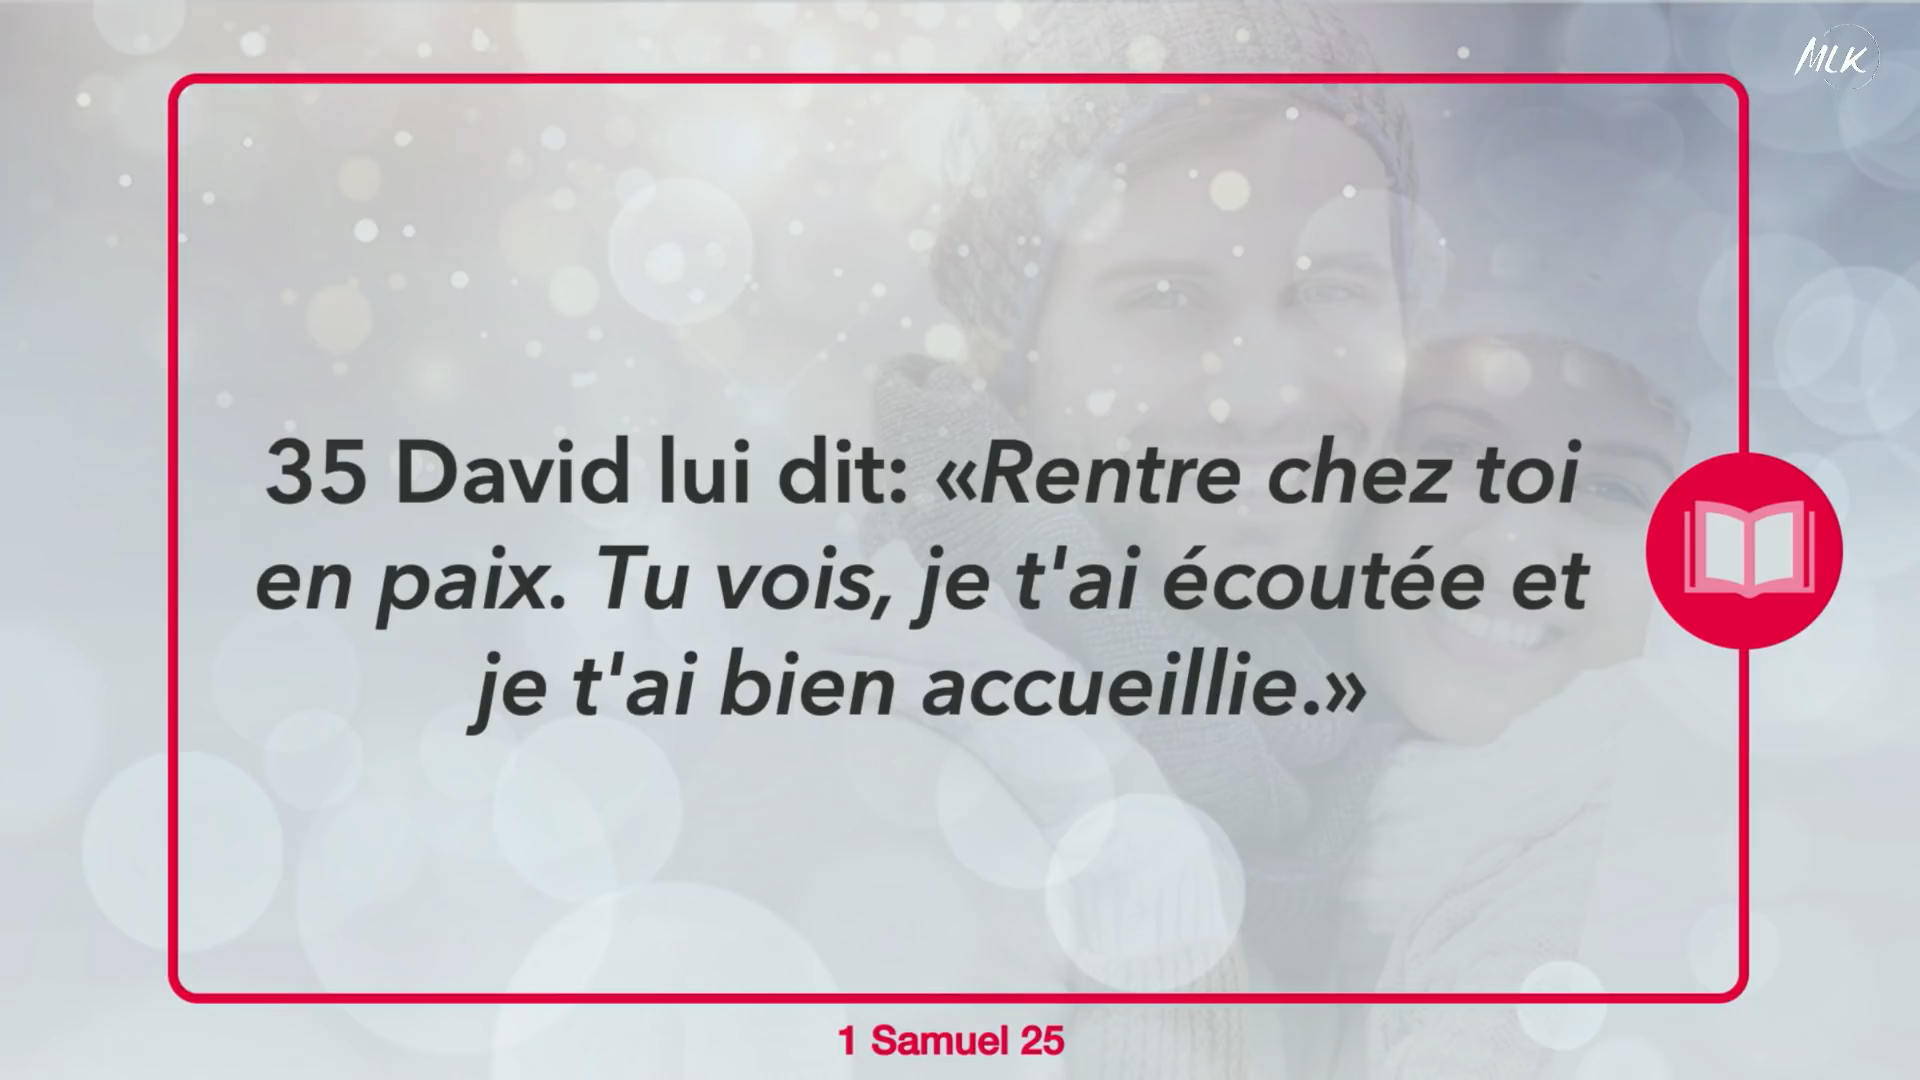 MLK
35 David lui dit: «Rentre chez toi
en paix. Tu vois, je t'ai écoutée et
je t'ai bien accueillie.»
1 Samuel 25